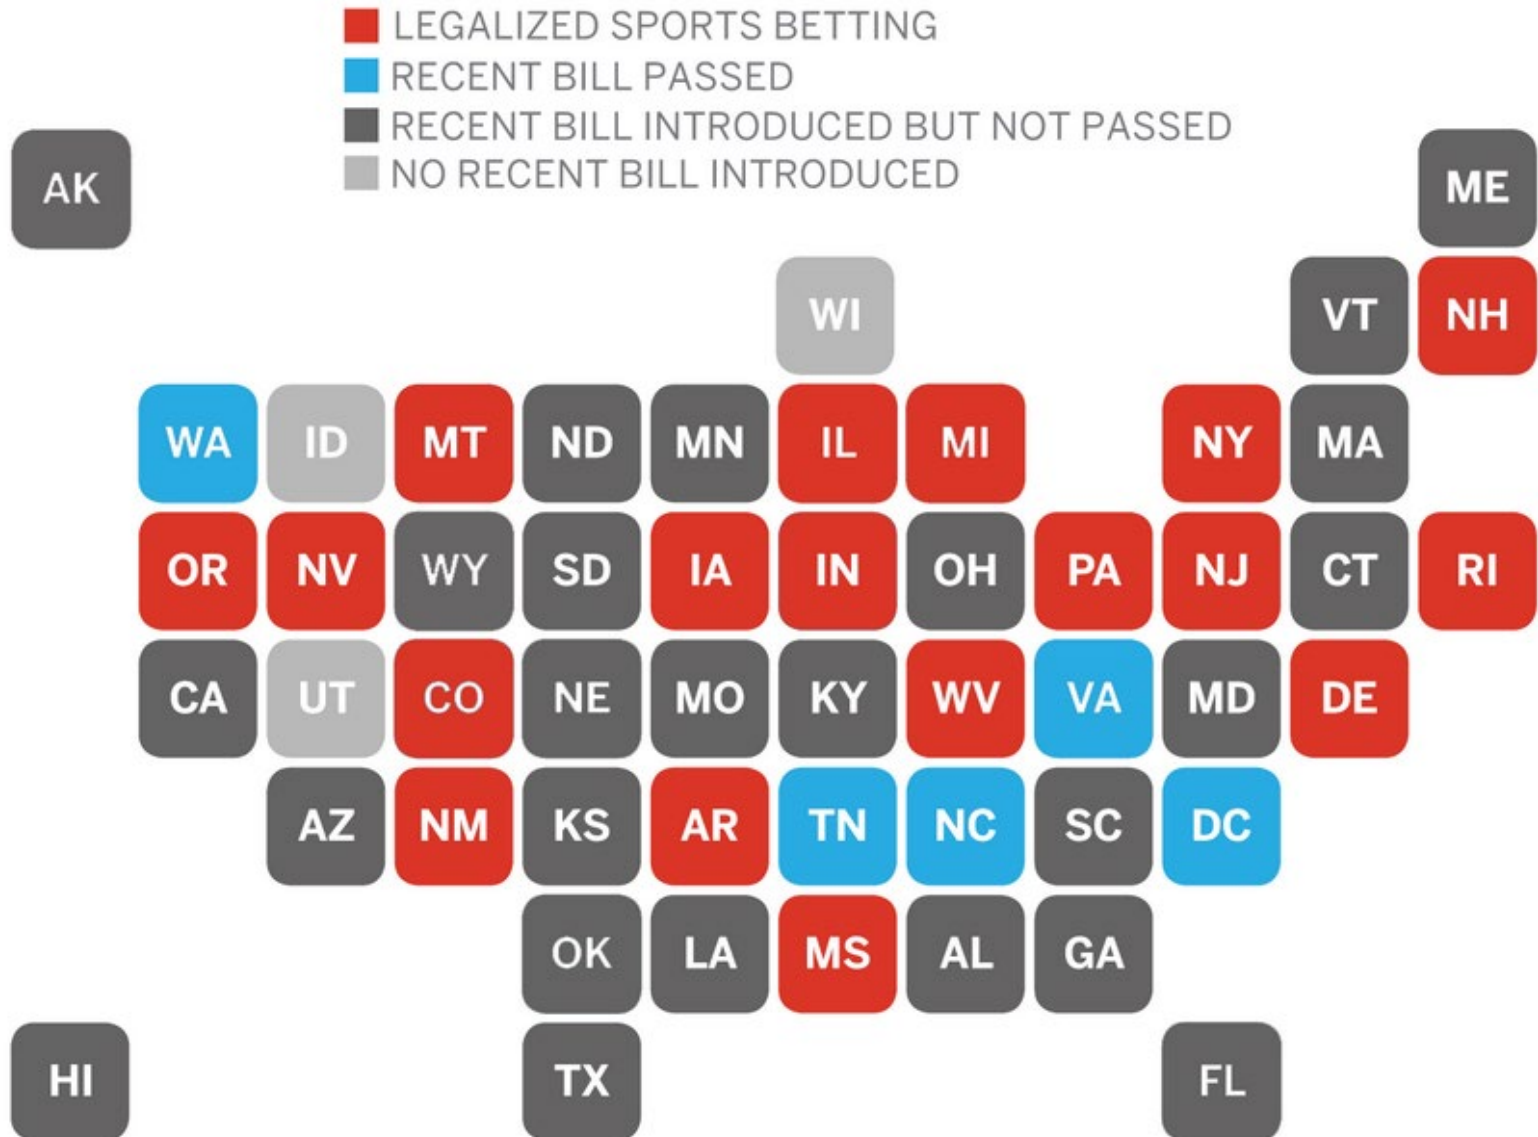 LEGALIZED SPORTS BETTING
RECENT BILL PASSED
RECENT BILL INTRODUCED BUT NOT PASSED
NO RECENT BILL INTRODUCED
AK ME
WI VT NH
WA ID MT ND MN IL MI NY MA
OR NV WY SD IA IN OH PA NJ CT RI
CA UT CO NE MO KY WV VA MD DE
AZ NM KS AR TN NC SC DC
OK LA MS AL GA
HI TX FL